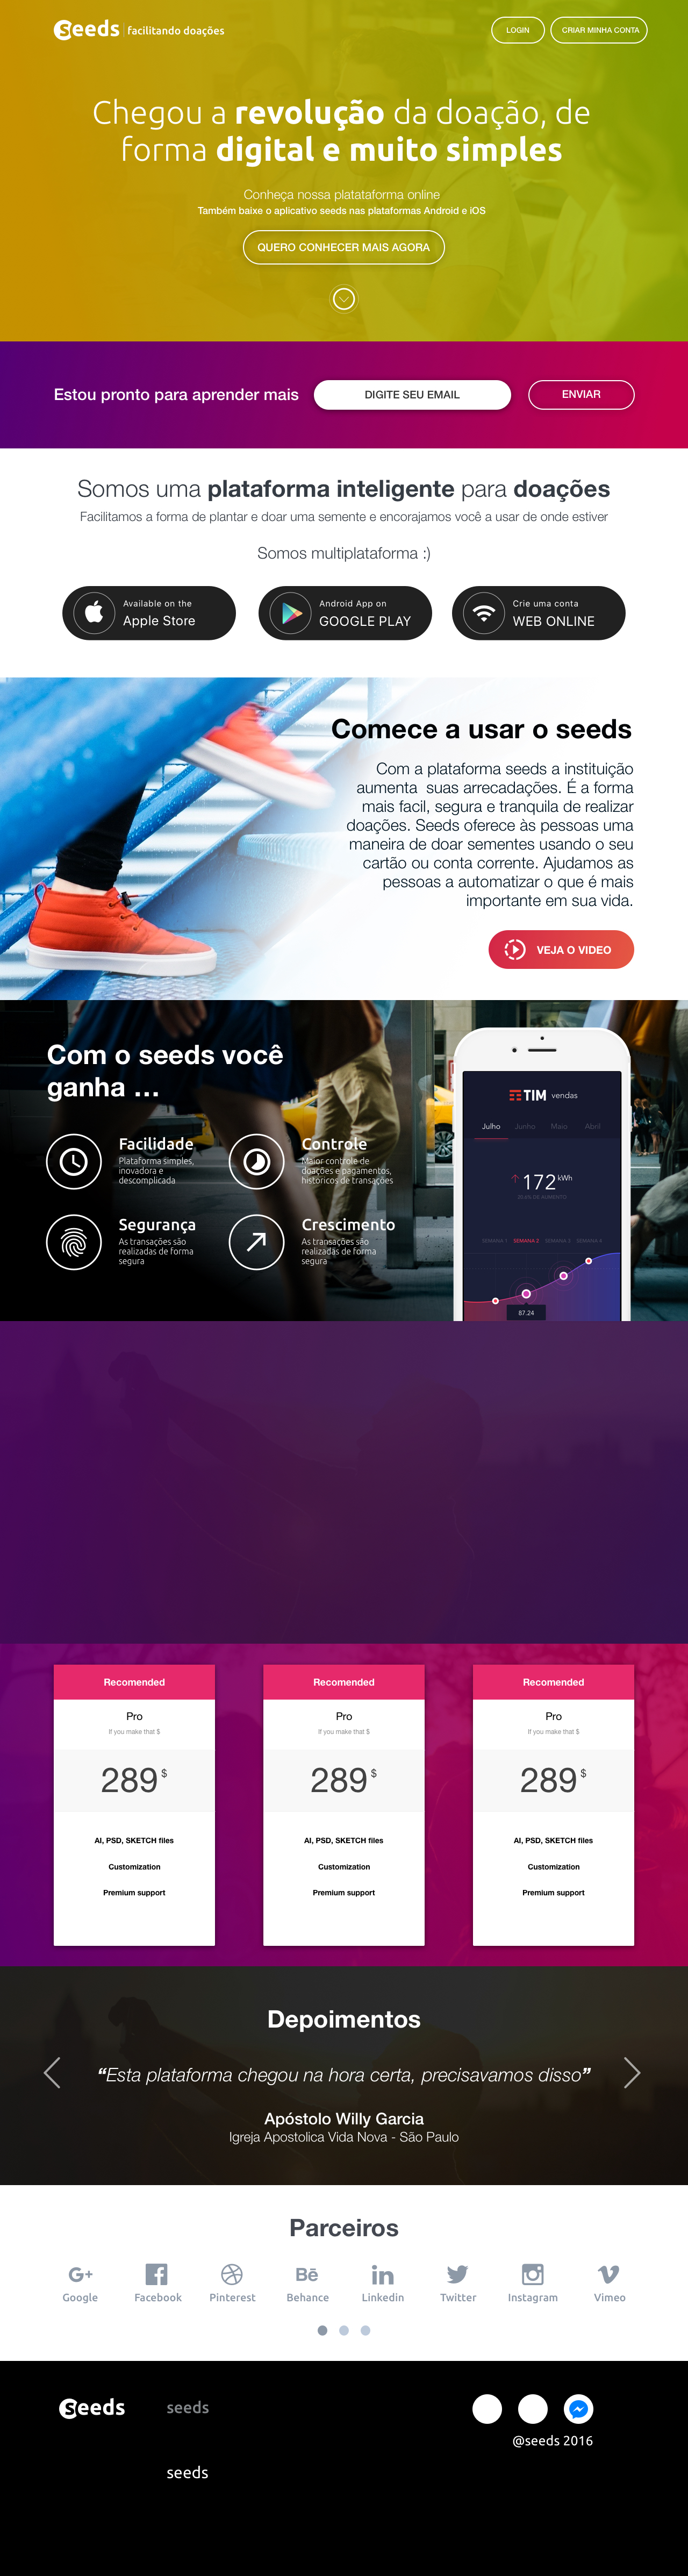 Seeds facilitando doações
LOGIN
CRIAR MINHA CONTA
Chegou a revolução da doação, de
forma digital e muito simples
Conheça nossa platataforma online
Também baixe o aplicativo seeds nas plataformas Android e iOS
QUERO CONHECER MAIS AGORA
Estou pronto para aprender mais
DIGITE SEU EMAIL
ENVIAR
Somos uma plataforma inteligente para doações
Facilitamos a forma de plantar e doar uma semente e encorajamos você a usar de onde estiver
Somos multiplataforma :)
Available on the
Apple Store
Android App on
GOOGLE PLAY
Crie uma conta
WEB ONLINE
Comece a usar o seeds
Com a plataforma seeds a instituição
aumenta suas arrecadações. É a forma
mais facil, segura e tranquila de realizar
doações. Seeds oferece às pessoas uma
maneira de doar sementes usando o seu
cartão ou conta corrente. Ajudamos as
pessoas a automatizar o que é mais
importante em sua vida.
VEJA O VIDEO
Com o seeds você
ganha ...
Facilidade
Plataforma simples,
inovadora e
descomplicada
Controle
Maior controle de
doações e pagamentos,
históricos de transações
Segurança
As transações são
realizadas de forma
segura
Crescimento
As transações são
realizadas de forma
segura
TIM vendas
Julho Junho Maio Abril
172 kWh
20.6% DE AUMENTO
SEMANA 1 SEMANA 2 SEMANA 3 SEMANA 4
87.24
Recomended
Pro
If you make that $
289 $
AI, PSD, SKETCH files
Customization
Premium support
Recomended
Pro
If you make that $
289 $
AI, PSD, SKETCH files
Customization
Premium support
Recomended
Pro
If you make that $
289 $
AI, PSD, SKETCH files
Customization
Premium support
Depoimentos
“Esta plataforma chegou na hora certa, precisavamos disso”
Apóstolo Willy Garcia
Igreja Apostolica Vida Nova - São Paulo
Parceiros
Google
Facebook
Pinterest
Behance
Linkedin
Twitter
Instagram
Vimeo
Seeds
seeds
@seeds 2016
seeds